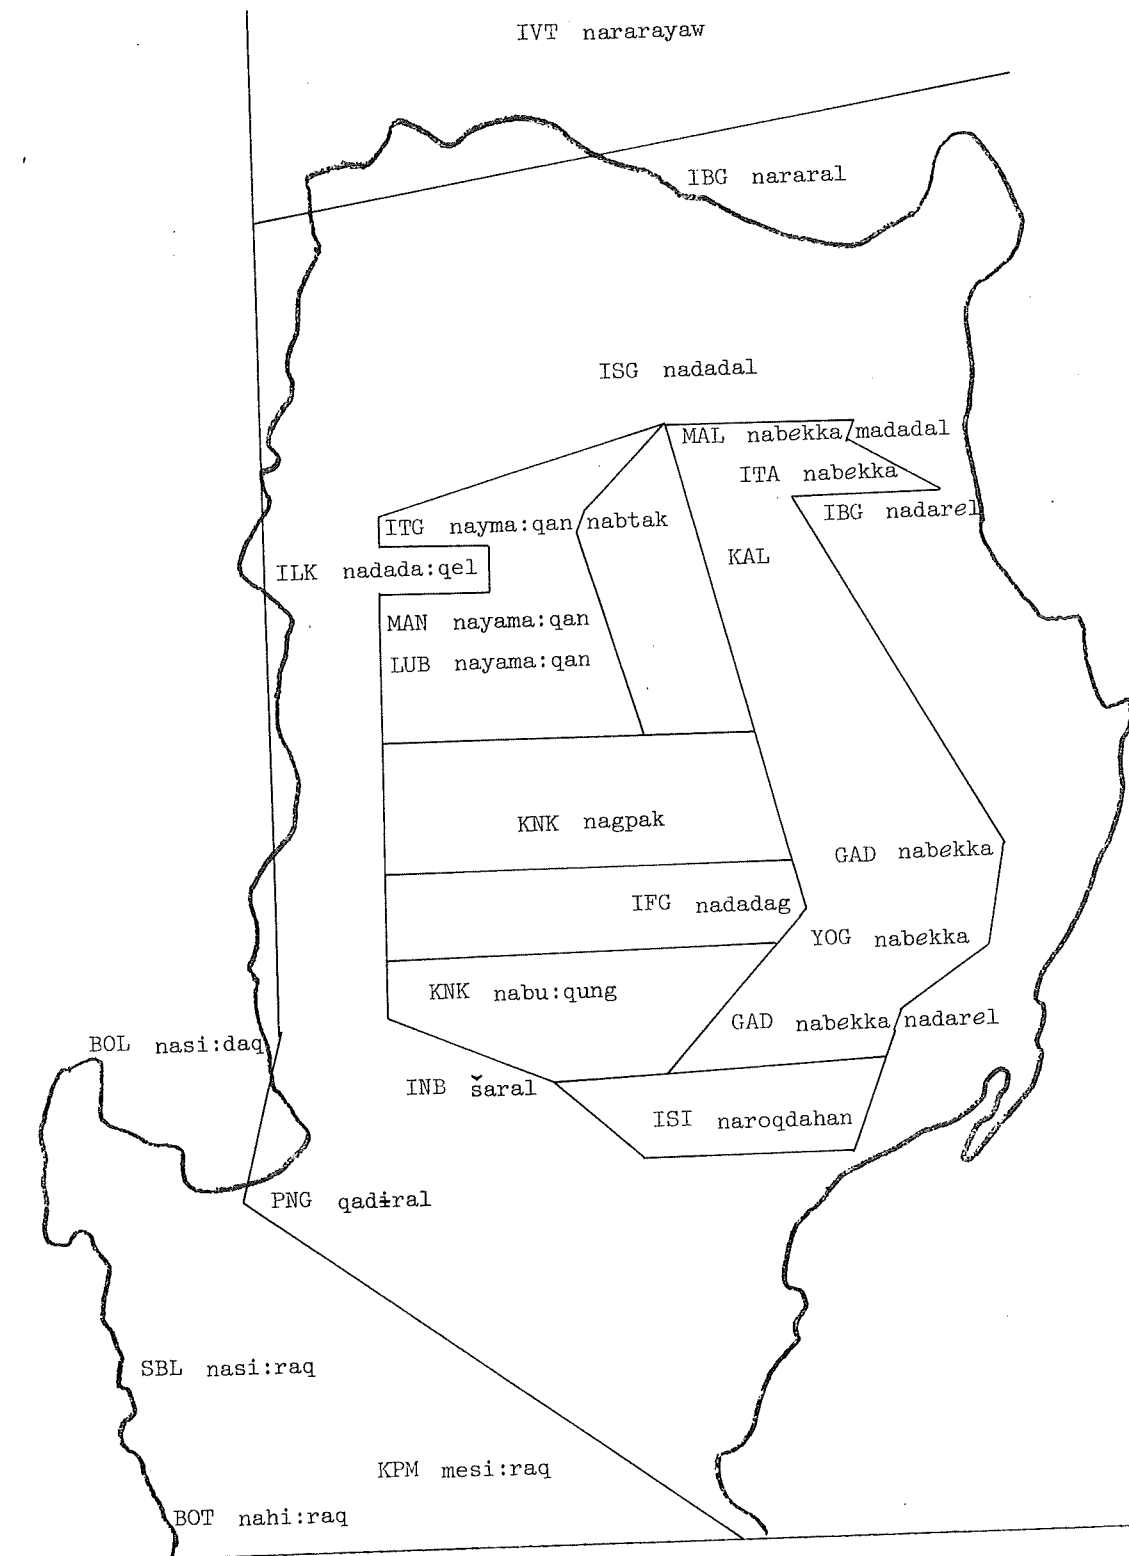 IVT nararayaw
IBG nararal
ISG nadadal
MAL nabekka/madadal
ITA nabekka
IBG nadarel
ITG nayma:qan/nabtak
KAL
ILK nadada:qel
MAN nayama:qan
LUB nayama:qan
KNK nagpak
GAD nabekka
IFG nadadag
YOG nabekka
KNK nabu:qung
GAD nabekka/nadarel
BOL nasi:daq
INB šaral
ISI naroqdahan
PNG qadɨral
SBL nasi:raq
KPM mesi:raq
BOT nahi:raq